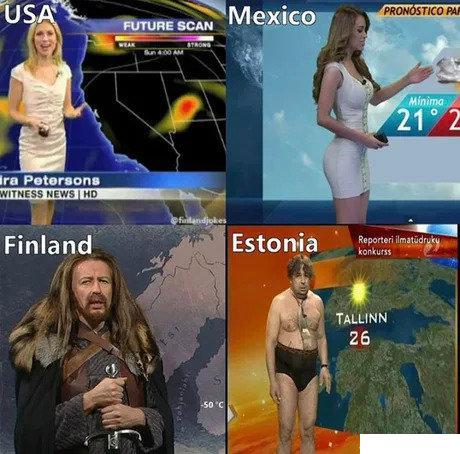 USA
FUTURE SCAN
WEAK STRONG
Sun 4:00 AM
ira Petersons
WITNESS NEWS | HD
@finlandjokes
Mexico
PRONÓSTICO PA
Mínima
21° 2
Finland
-50 °C
Estonia
Reporteri ilmatüdruku
konkurss
TALLINN
26